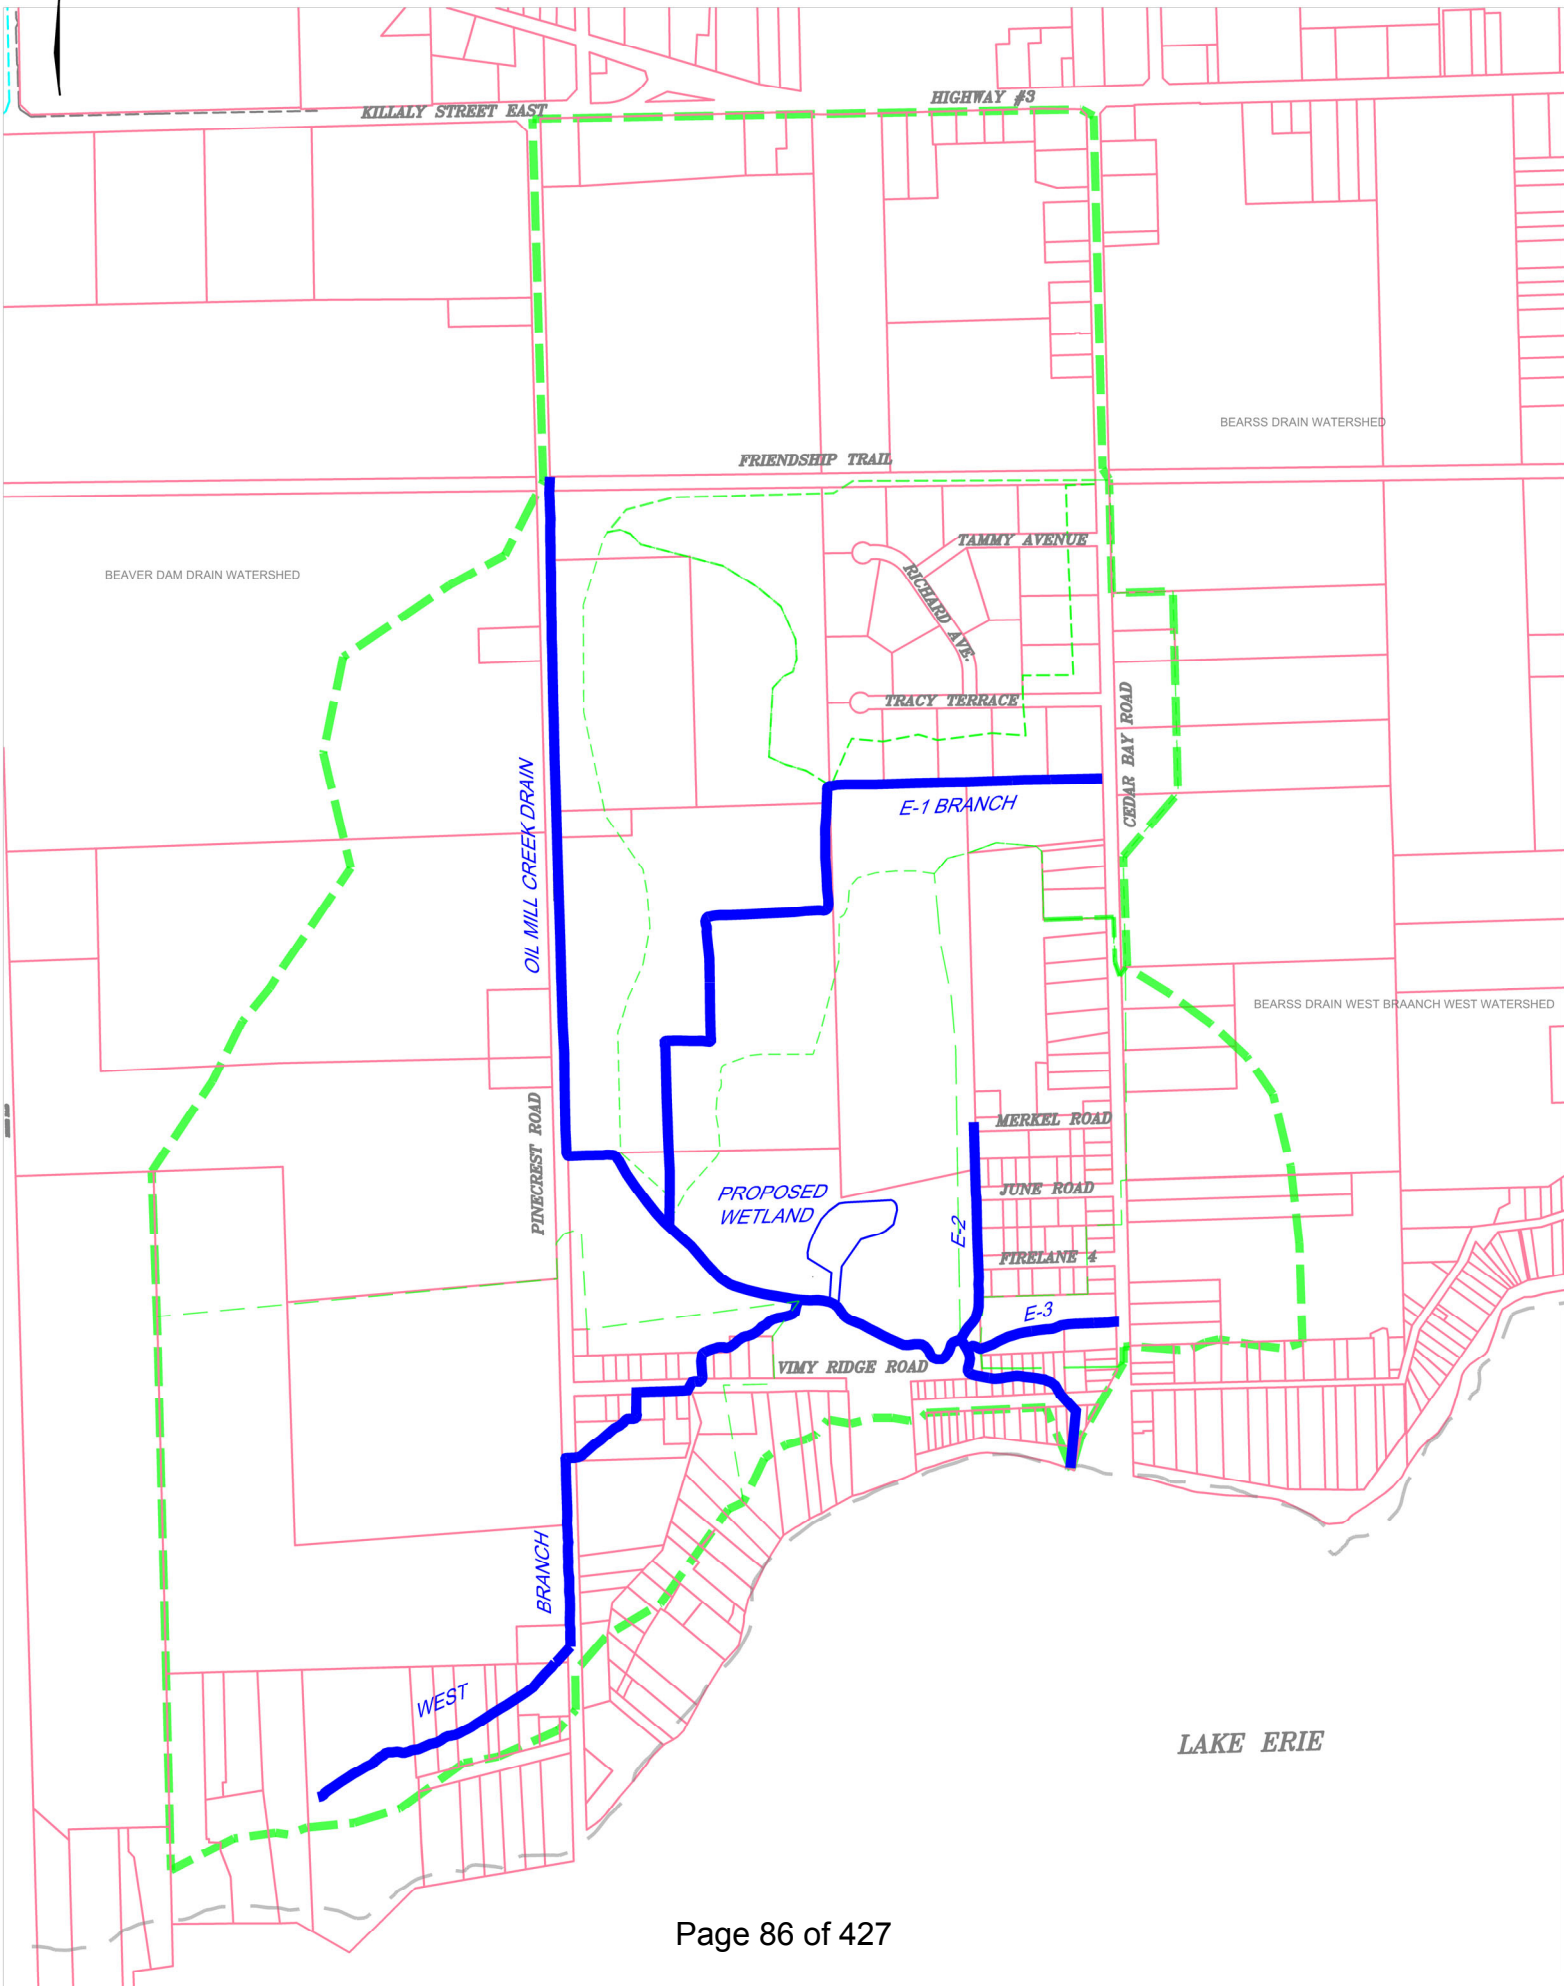 HIGHWAY #3
KILLALY STREET EAST
BEARSS DRAIN WATERSHED
FRIENDSHIP TRAIL
TAMMY AVENUE
BEAVER DAM DRAIN WATERSHED
RICHARD AVE.
TRACY TERRACE
CEDAR BAY ROAD
E-1 BRANCH
OIL MILL CREEK DRAIN
BEARSS DRAIN WEST BRAANCH WEST WATERSHED
MERKEL ROAD
PINECREST ROAD
JUNE ROAD
PROPOSED
WETLAND
E-2
FIRELANE 4
E-3
VIMY RIDGE ROAD
BRANCH
WEST
LAKE ERIE
Page 86 of 427